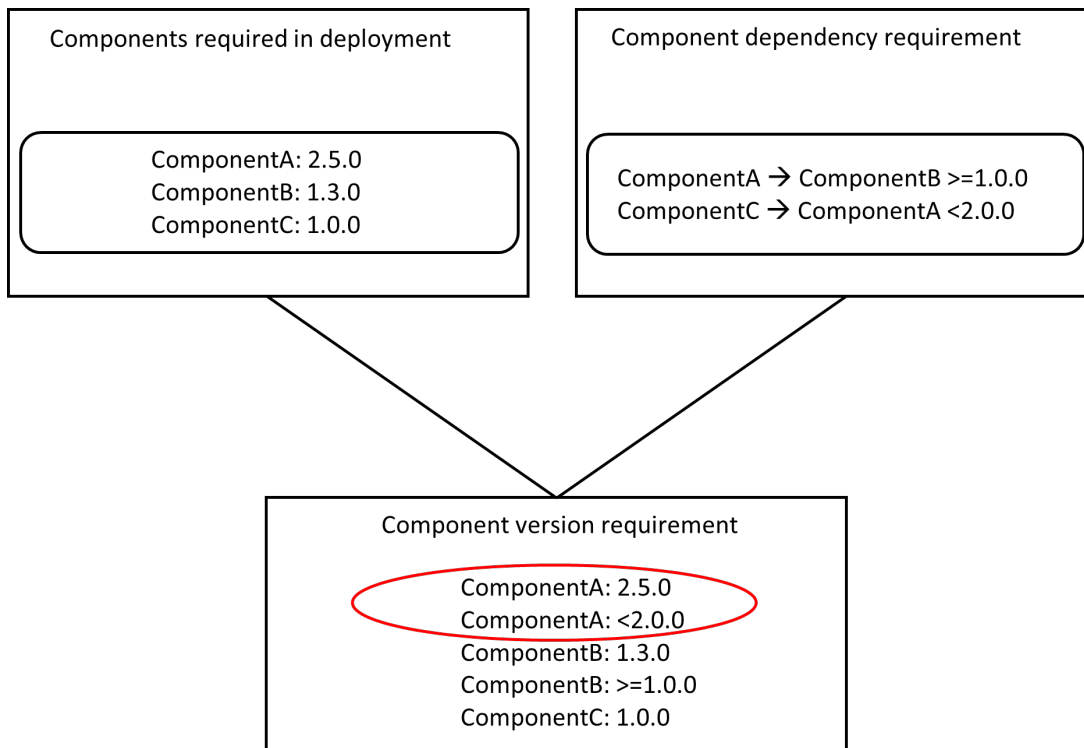 Components required in deployment
ComponentA: 2.5.0
ComponentB: 1.3.0
ComponentC: 1.0.0
Component dependency requirement
ComponentA → ComponentB >=1.0.0
ComponentC → ComponentA <2.0.0
Component version requirement
ComponentA: 2.5.0
ComponentA: <2.0.0
ComponentB: 1.3.0
ComponentB: >=1.0.0
ComponentC: 1.0.0